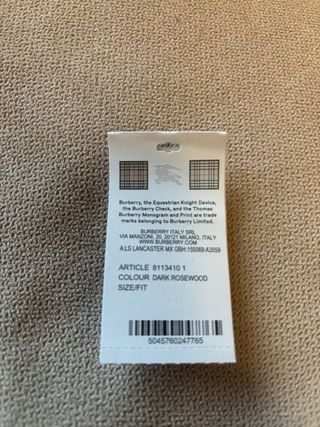 Burberry, the Equestrian Knight Device,
the Burberry Check, and the Thomas
Burberry Monogram and Print are trade
marks belonging to Burberry Limited.
BURBERRY ITALY SRL
VIA MANZONI, 20, 20121 MILANO, ITALY
WWW.BURBERRY.COM
A:LS LANCASTER MX GBH:155069:A3559
ARTICLE 8113410 1
COLOUR DARK ROSEWOOD
SIZE/FIT
5045760247765